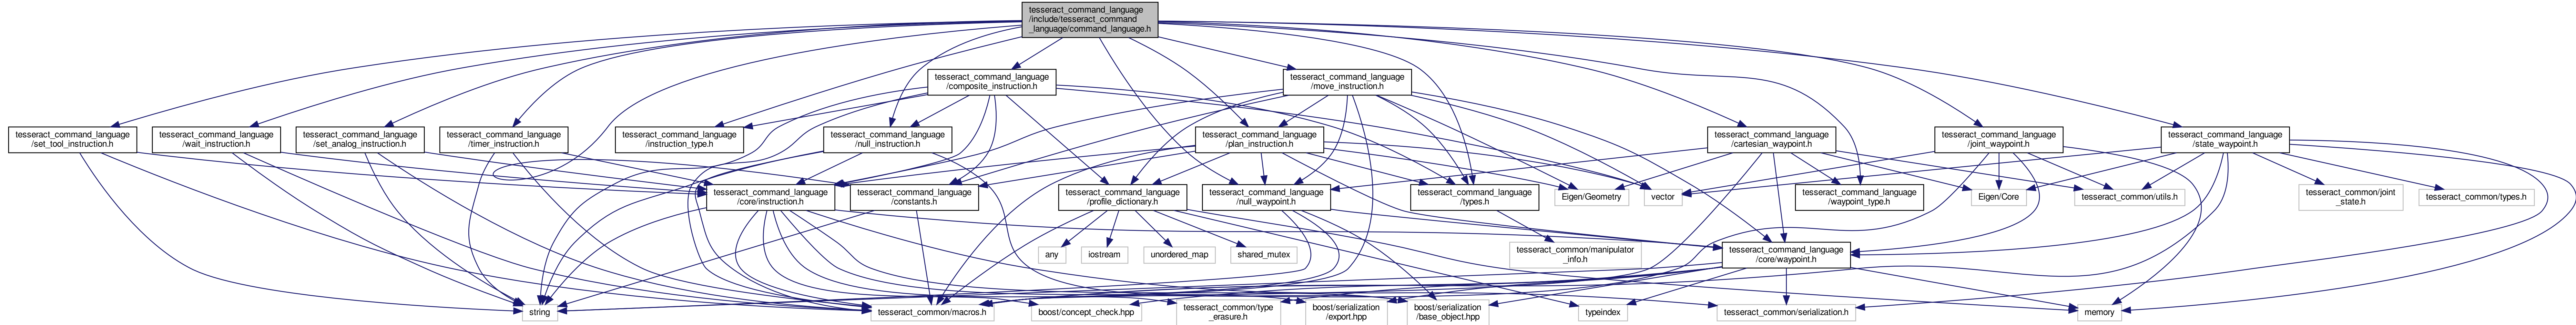 tesseract_command_language
/include/tesseract_command
_language/command_language.h
tesseract_command_language
/composite_instruction.h
tesseract_command_language
/move_instruction.h
tesseract_command_language
/set_tool_instruction.h
tesseract_command_language
/wait_instruction.h
tesseract_command_language
/set_analog_instruction.h
tesseract_command_language
/timer_instruction.h
tesseract_command_language
/instruction_type.h
tesseract_command_language
/null_instruction.h
tesseract_command_language
/plan_instruction.h
tesseract_command_language
/cartesian_waypoint.h
tesseract_command_language
/joint_waypoint.h
tesseract_command_language
/state_waypoint.h
tesseract_command_language
/core/instruction.h
tesseract_command_language
/constants.h
tesseract_command_language
/profile_dictionary.h
tesseract_command_language
/null_waypoint.h
tesseract_command_language
/types.h
Eigen/Geometry
vector
tesseract_command_language
/waypoint_type.h
Eigen/Core
tesseract_common/utils.h
tesseract_common/joint
_state.h
tesseract_common/types.h
any
iostream
unordered_map
shared_mutex
tesseract_common/manipulator
_info.h
tesseract_command_language
/core/waypoint.h
string
tesseract_common/macros.h
boost/concept_check.hpp
tesseract_common/type
_erasure.h
boost/serialization
/export.hpp
boost/serialization
/base_object.hpp
typeindex
tesseract_common/serialization.h
memory